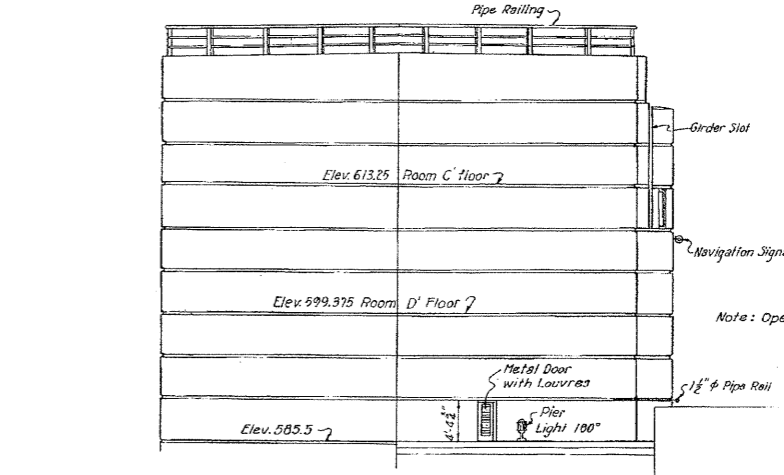 Pipe Railing
Girder Slot
Elev. 613.25 Room C' floor
Navigation Sign
Elev. 599.375 Room D' Floor
Note: Ope
Metal Door
with Louvres
1½" φ Pipe Rail
4'-4½"
Pier
Light 180°
Elev. 585.5